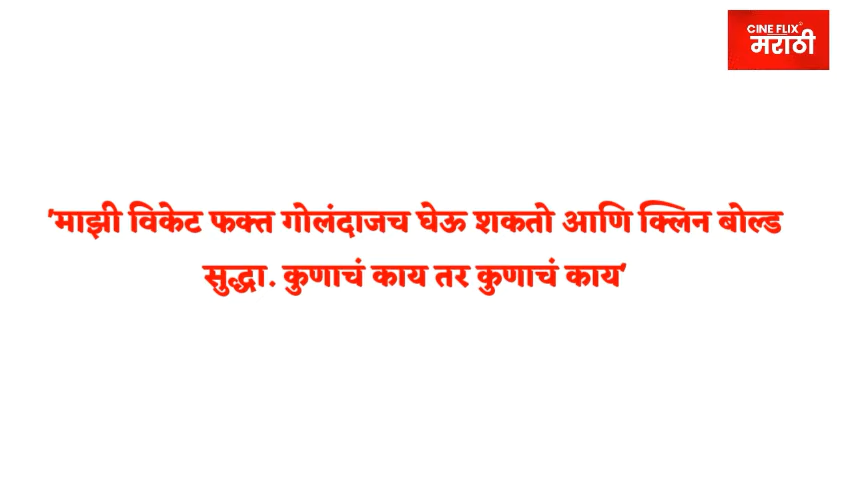 CINE FLIX
मराठी
'माझी विकेट फक्त गोलंदाजच घेऊ शकतो आणि क्लिन बोल्ड
सुद्धा. कुणाचं काय तर कुणाचं काय'